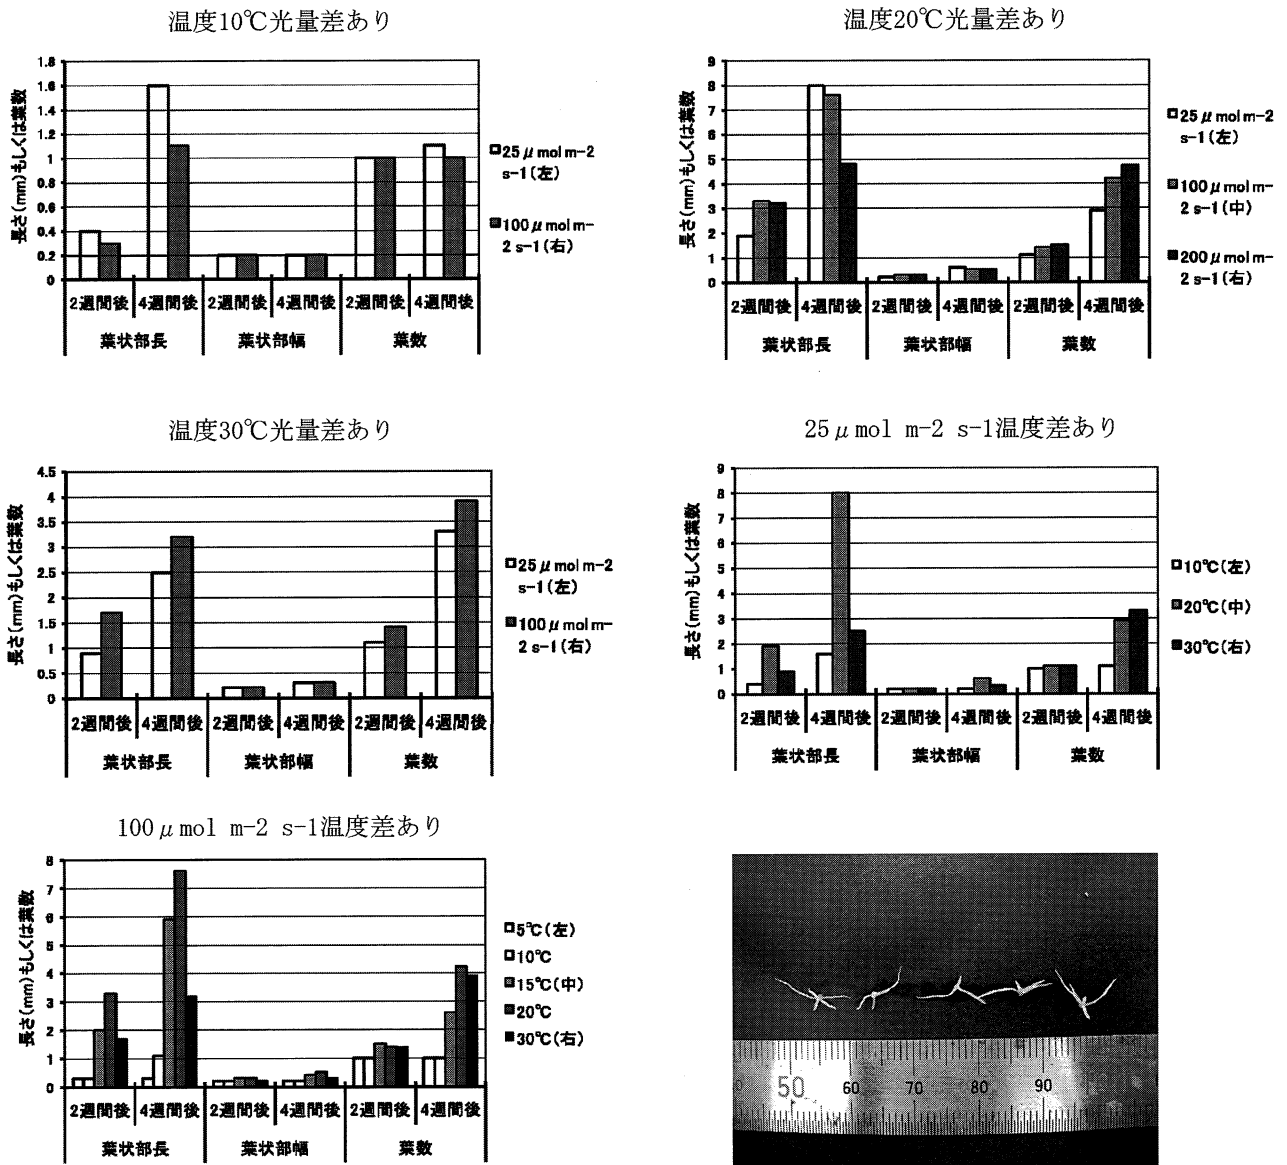 温度10℃光量差あり
長さ(mm)もしくは葉数
1.8
1.6
1.4
1.2
1
0.8
0.6
0.4
0.2
0
2週間後 4週間後 2週間後 4週間後 2週間後 4週間後
葉状部長 葉状部幅 葉数
25μmol m-2
s-1(左)
100μmol m-
2 s-1(右)
温度20℃光量差あり
長さ(mm)もしくは葉数
9
8
7
6
5
4
3
2
1
0
2週間後 4週間後 2週間後 4週間後 2週間後 4週間後
葉状部長 葉状部幅 葉数
25μmol m-2
s-1(左)
100μmol m-
2 s-1(中)
200μmol m-
2 s-1(右)
温度30℃光量差あり
長さ(mm)もしくは葉数
4.5
4
3.5
3
2.5
2
1.5
1
0.5
0
2週間後 4週間後 2週間後 4週間後 2週間後 4週間後
葉状部長 葉状部幅 葉数
25μmol m-2
s-1(左)
100μmol m-
2 s-1(右)
25μmol m-2 s-1温度差あり
長さ(mm)もしくは葉数
9
8
7
6
5
4
3
2
1
0
2週間後 4週間後 2週間後 4週間後 2週間後 4週間後
葉状部長 葉状部幅 葉数
10℃(左)
20℃(中)
30℃(右)
100μmol m-2 s-1温度差あり
長さ(mm)もしくは葉数
8
7
6
5
4
3
2
1
0
2週間後 4週間後 2週間後 4週間後 2週間後 4週間後
葉状部長 葉状部幅 葉数
5℃(左)
10℃
15℃(中)
20℃
30℃(右)
0 50 60 70 80 90